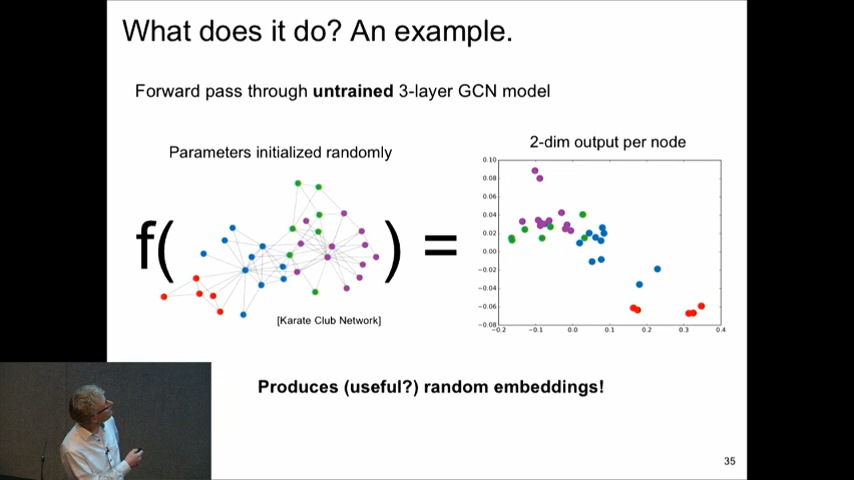 What does it do? An example.
Forward pass through untrained 3-layer GCN model
Parameters initialized randomly
2-dim output per node
f( ) =
0.10
0.08
0.06
0.04
0.02
0.00
−0.02
−0.04
−0.06
−0.08
−0.2 −0.1 0.0 0.1 0.2 0.3 0.4
[Karate Club Network]
Produces (useful?) random embeddings!
35